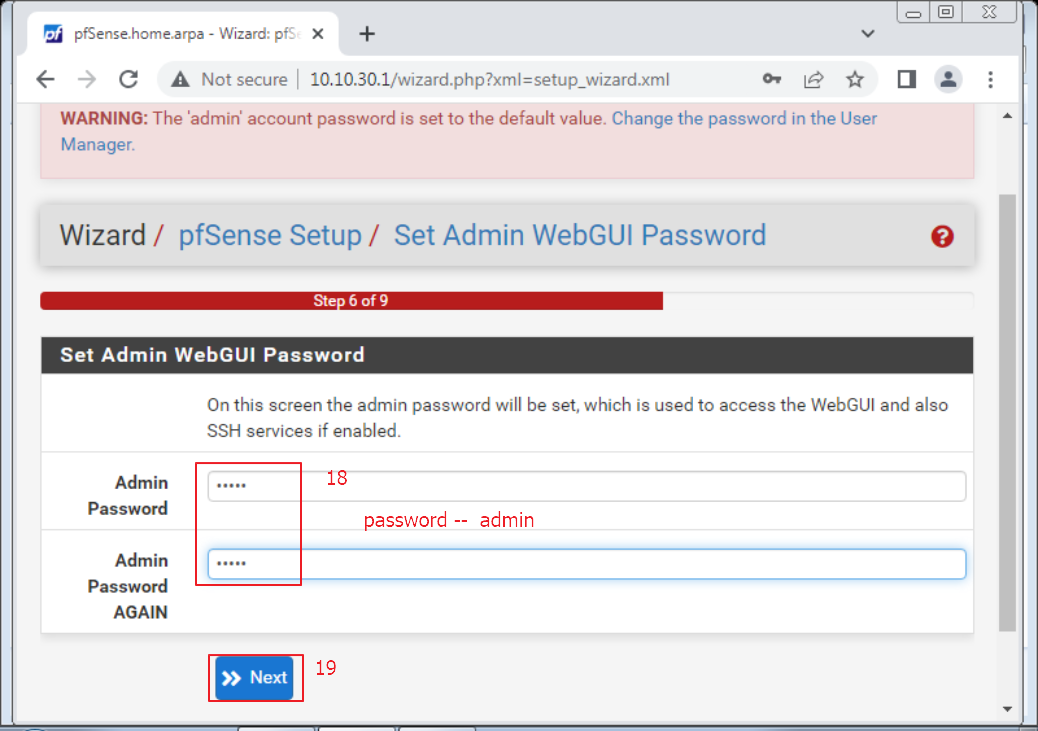 pfSense.home.arpa - Wizard: pfSe
Not secure
10.10.30.1/wizard.php?xml=setup_wizard.xml
WARNING: The 'admin' account password is set to the default value. Change the password in the User
Manager.
Wizard / pfSense Setup / Set Admin WebGUI Password
Step 6 of 9
Set Admin WebGUI Password
On this screen the admin password will be set, which is used to access the WebGUI and also
SSH services if enabled.
Admin
Password
•••••
18
password -- admin
Admin
Password
AGAIN
•••••
Next
19